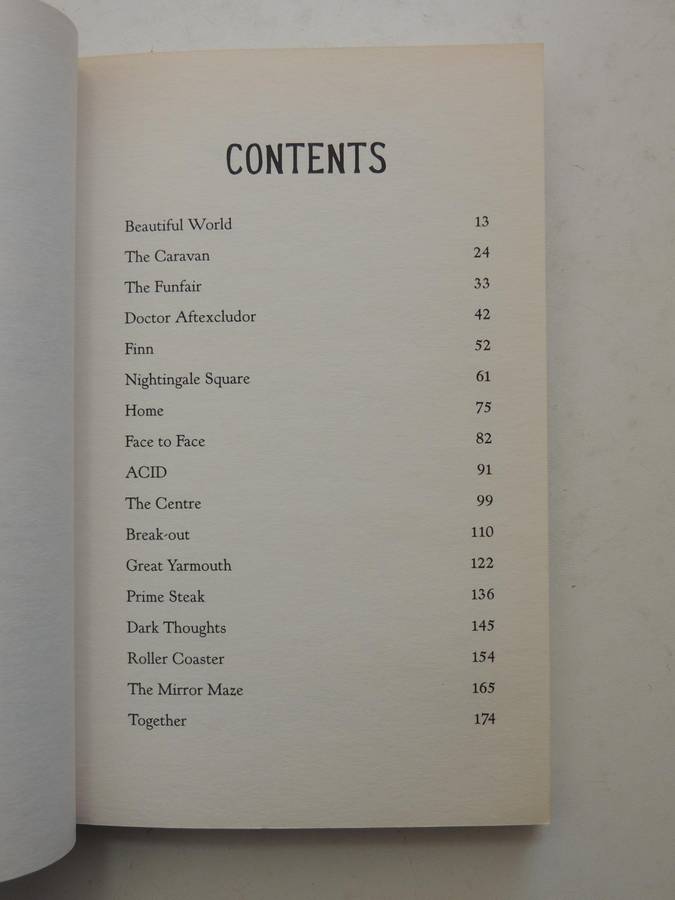 CONTENTS
Beautiful World 13
The Caravan 24
The Funfair 33
Doctor Aftexcludor 42
Finn 52
Nightingale Square 61
Home 75
Face to Face 82
ACID 91
The Centre 99
Break-out 110
Great Yarmouth 122
Prime Steak 136
Dark Thoughts 145
Roller Coaster 154
The Mirror Maze 165
Together 174